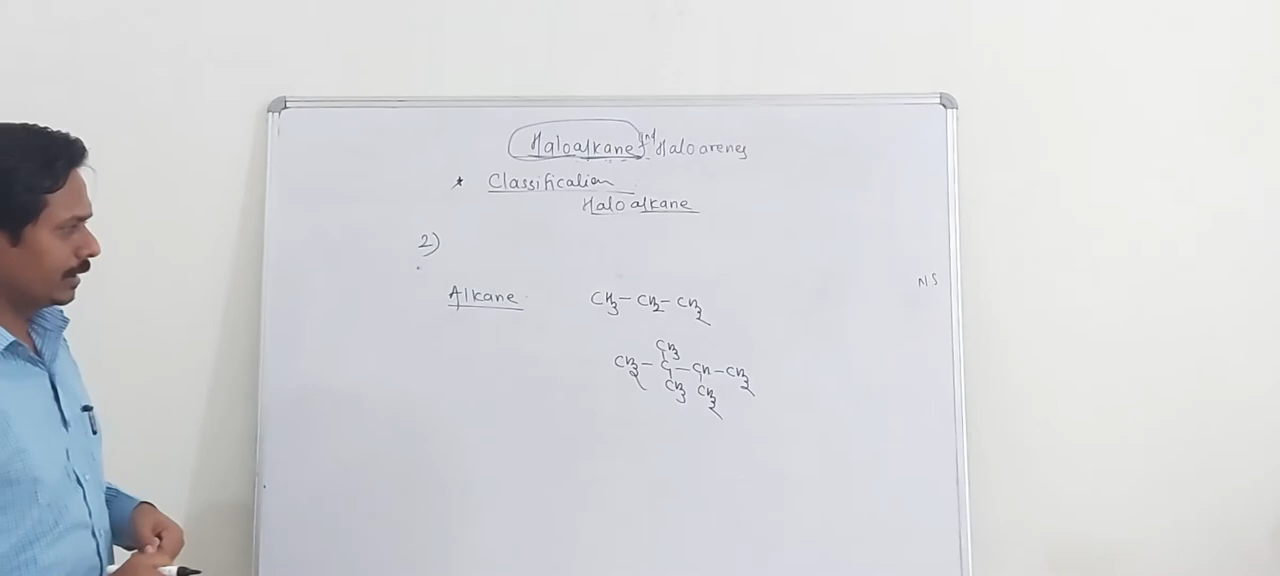 Haloalkane and Haloarenes
* Classification
Haloalkane
2)
NS
Alkane CH3-CH2-CH3
CH3
CH3-C-CH-CH3
CH3 CH3